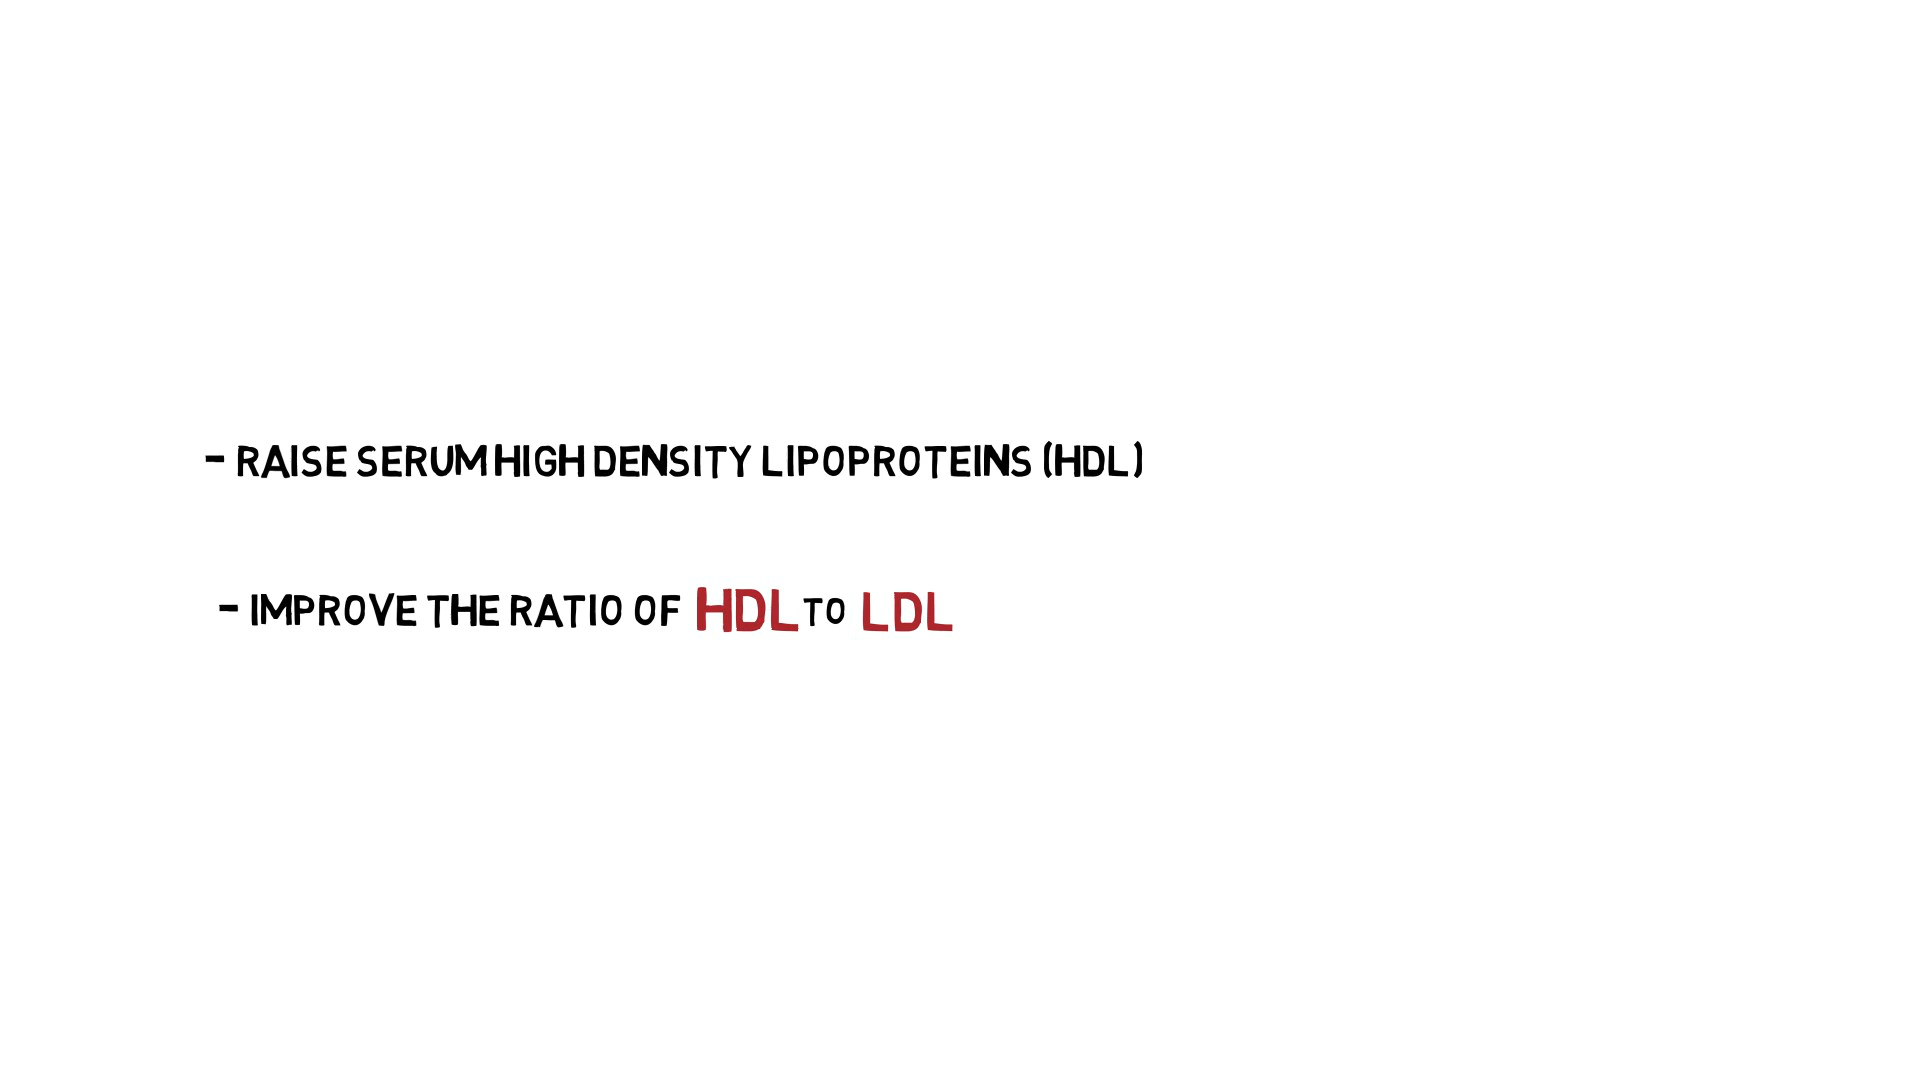 - RAISE SERUM HIGH DENSITY LIPOPROTEINS (HDL)
- IMPROVE THE RATIO OF HDL TO LDL